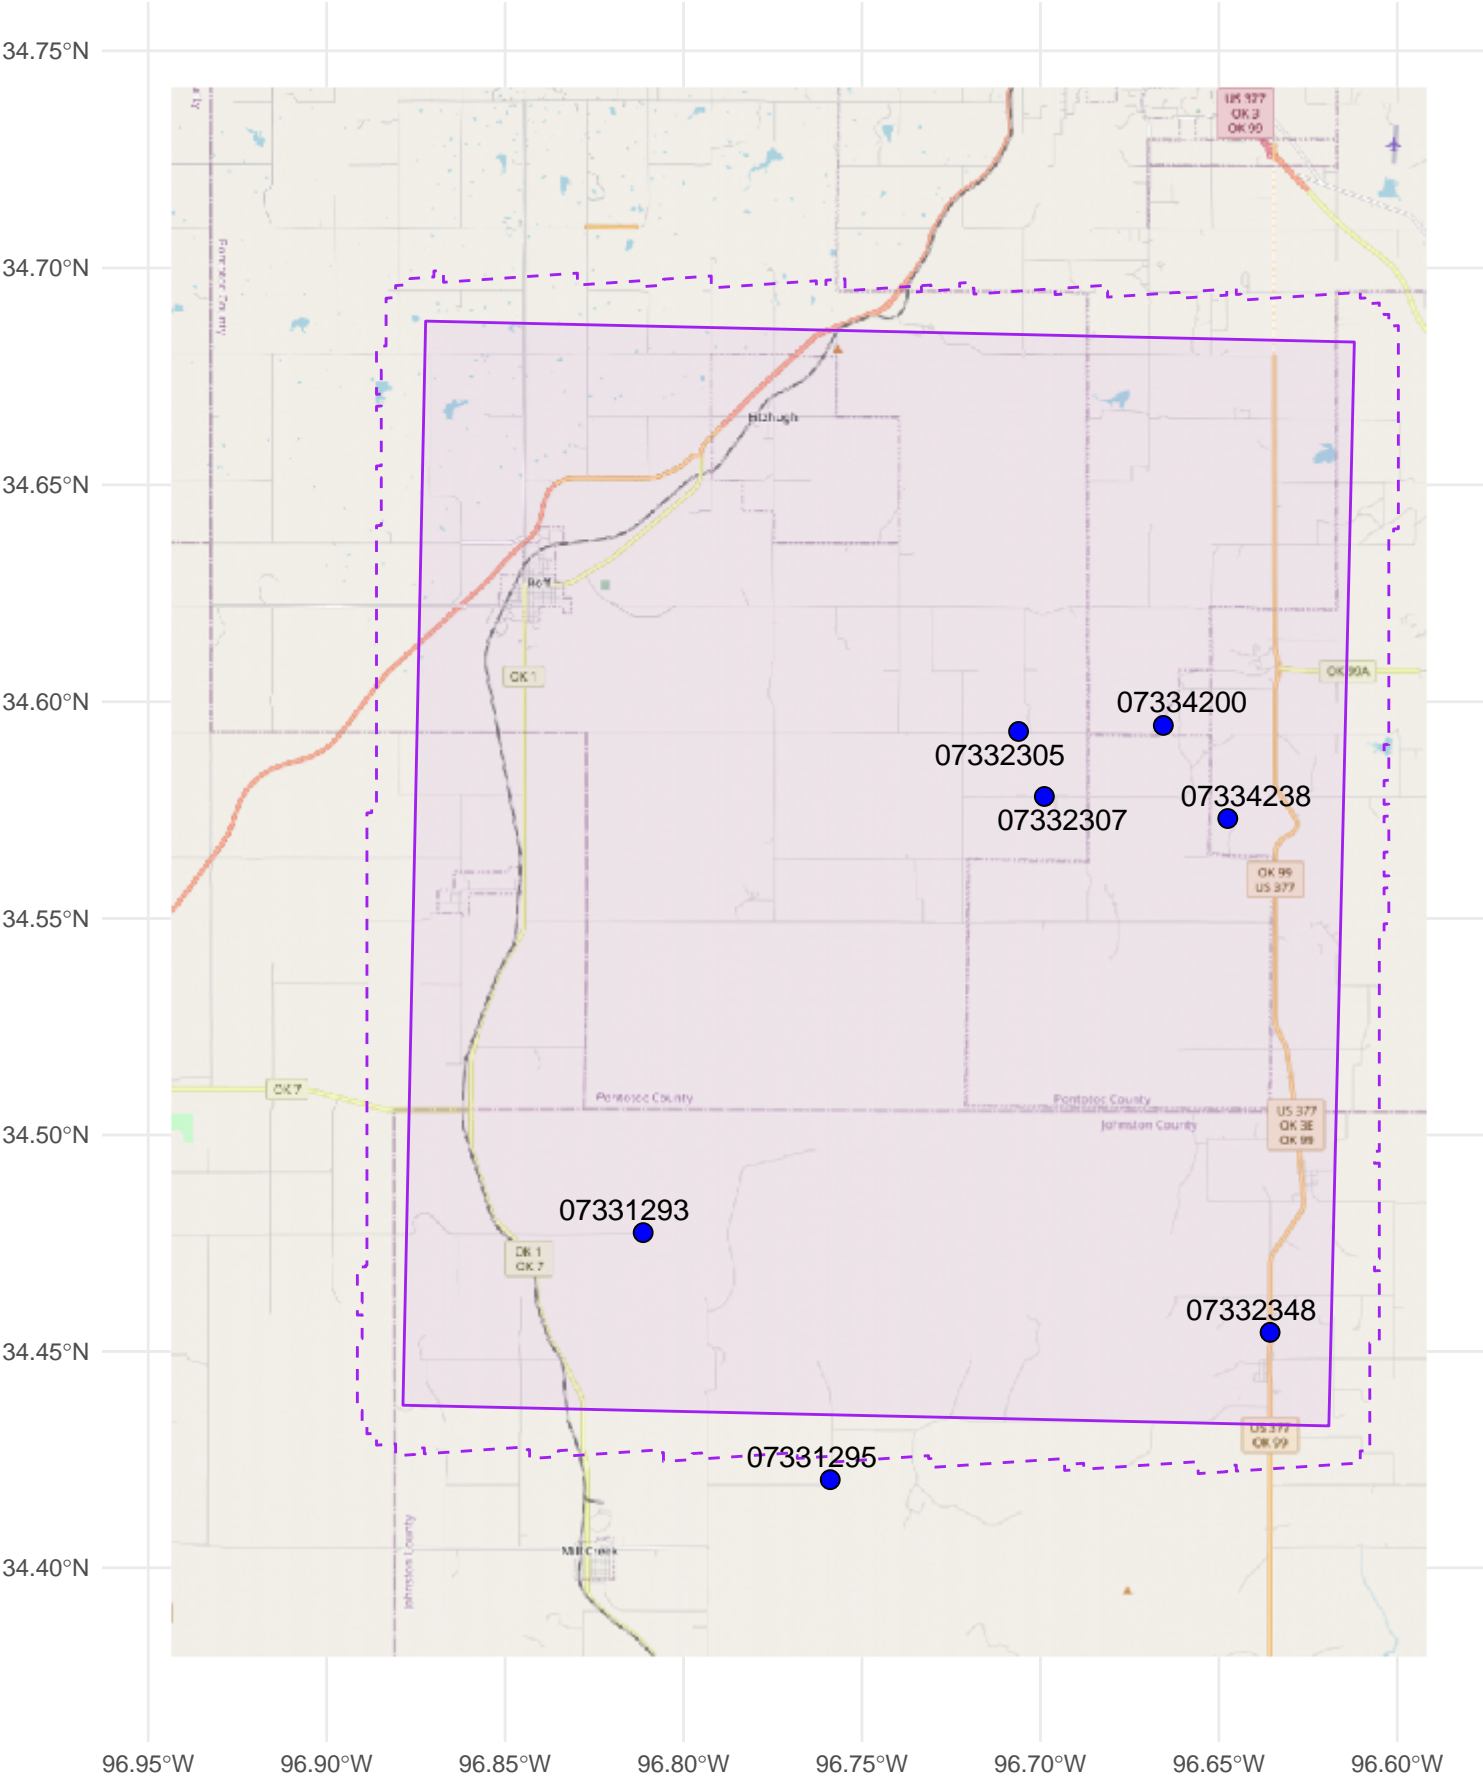 34.75°N
US 377
OK 3
OK 99
34.70°N
Pontotoc County
Fitzhugh
34.65°N
Roff
OK 1
OK 99A
34.60°N
07334200
07332305
07334238
07332307
OK 99
US 377
34.55°N
OK 7
Pontotoc County
Pontotoc County
Johnston County
US 377
OK 3E
OK 99
34.50°N
07331293
OK 1
OK 7
07332348
34.45°N
US 377
OK 99
07331295
Mill Creek
Johnston County
34.40°N
96.95°W 96.90°W 96.85°W 96.80°W 96.75°W 96.70°W 96.65°W 96.60°W